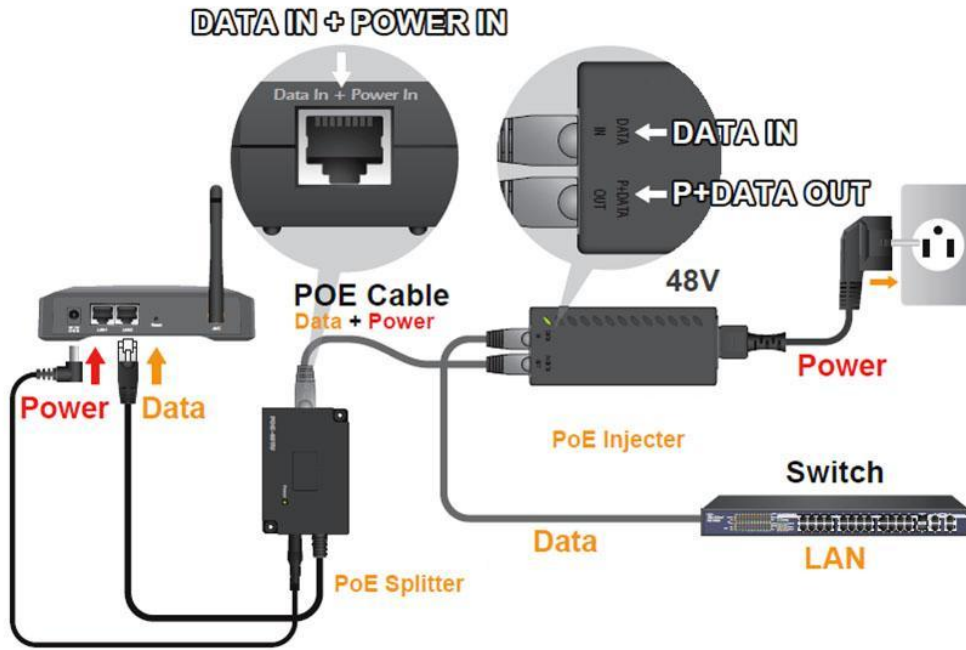 DATA IN + POWER IN
Data In + Power In
DATA IN
P+DATA OUT
DATA IN
P+DATA OUT
48V
POE Cable
Data + Power
Power
Data
Power
PoE Injecter
Switch
Data
LAN
PoE Splitter
Power